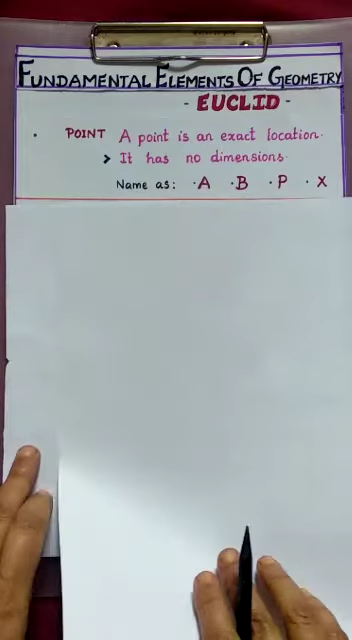 FUNDAMENTAL ELEMENTS OF GEOMETRY
- EUCLID -
. POINT A point is an exact location.
> It has no dimensions.
Name as: ·A ·B ·P ·X